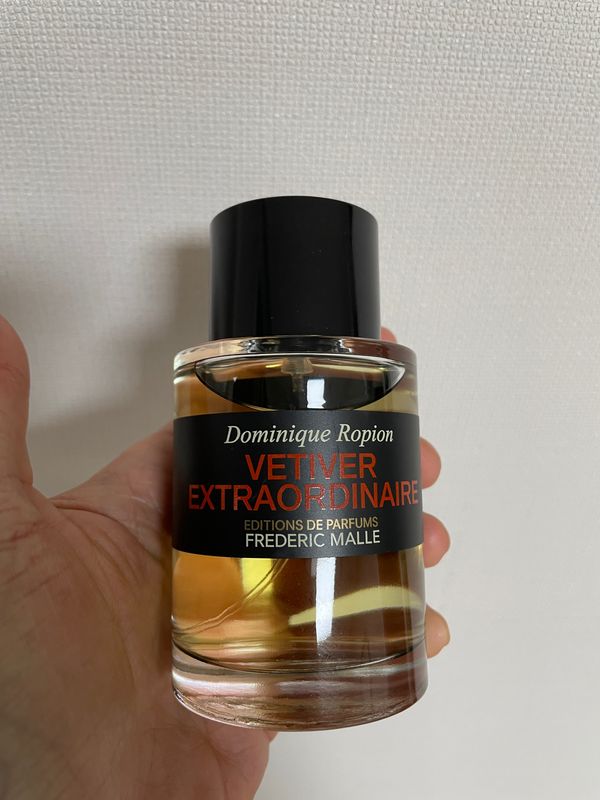 Dominique Ropion
VETIVER
EXTRAORDINAIRE
EDITIONS DE PARFUMS
FREDERIC MALLE